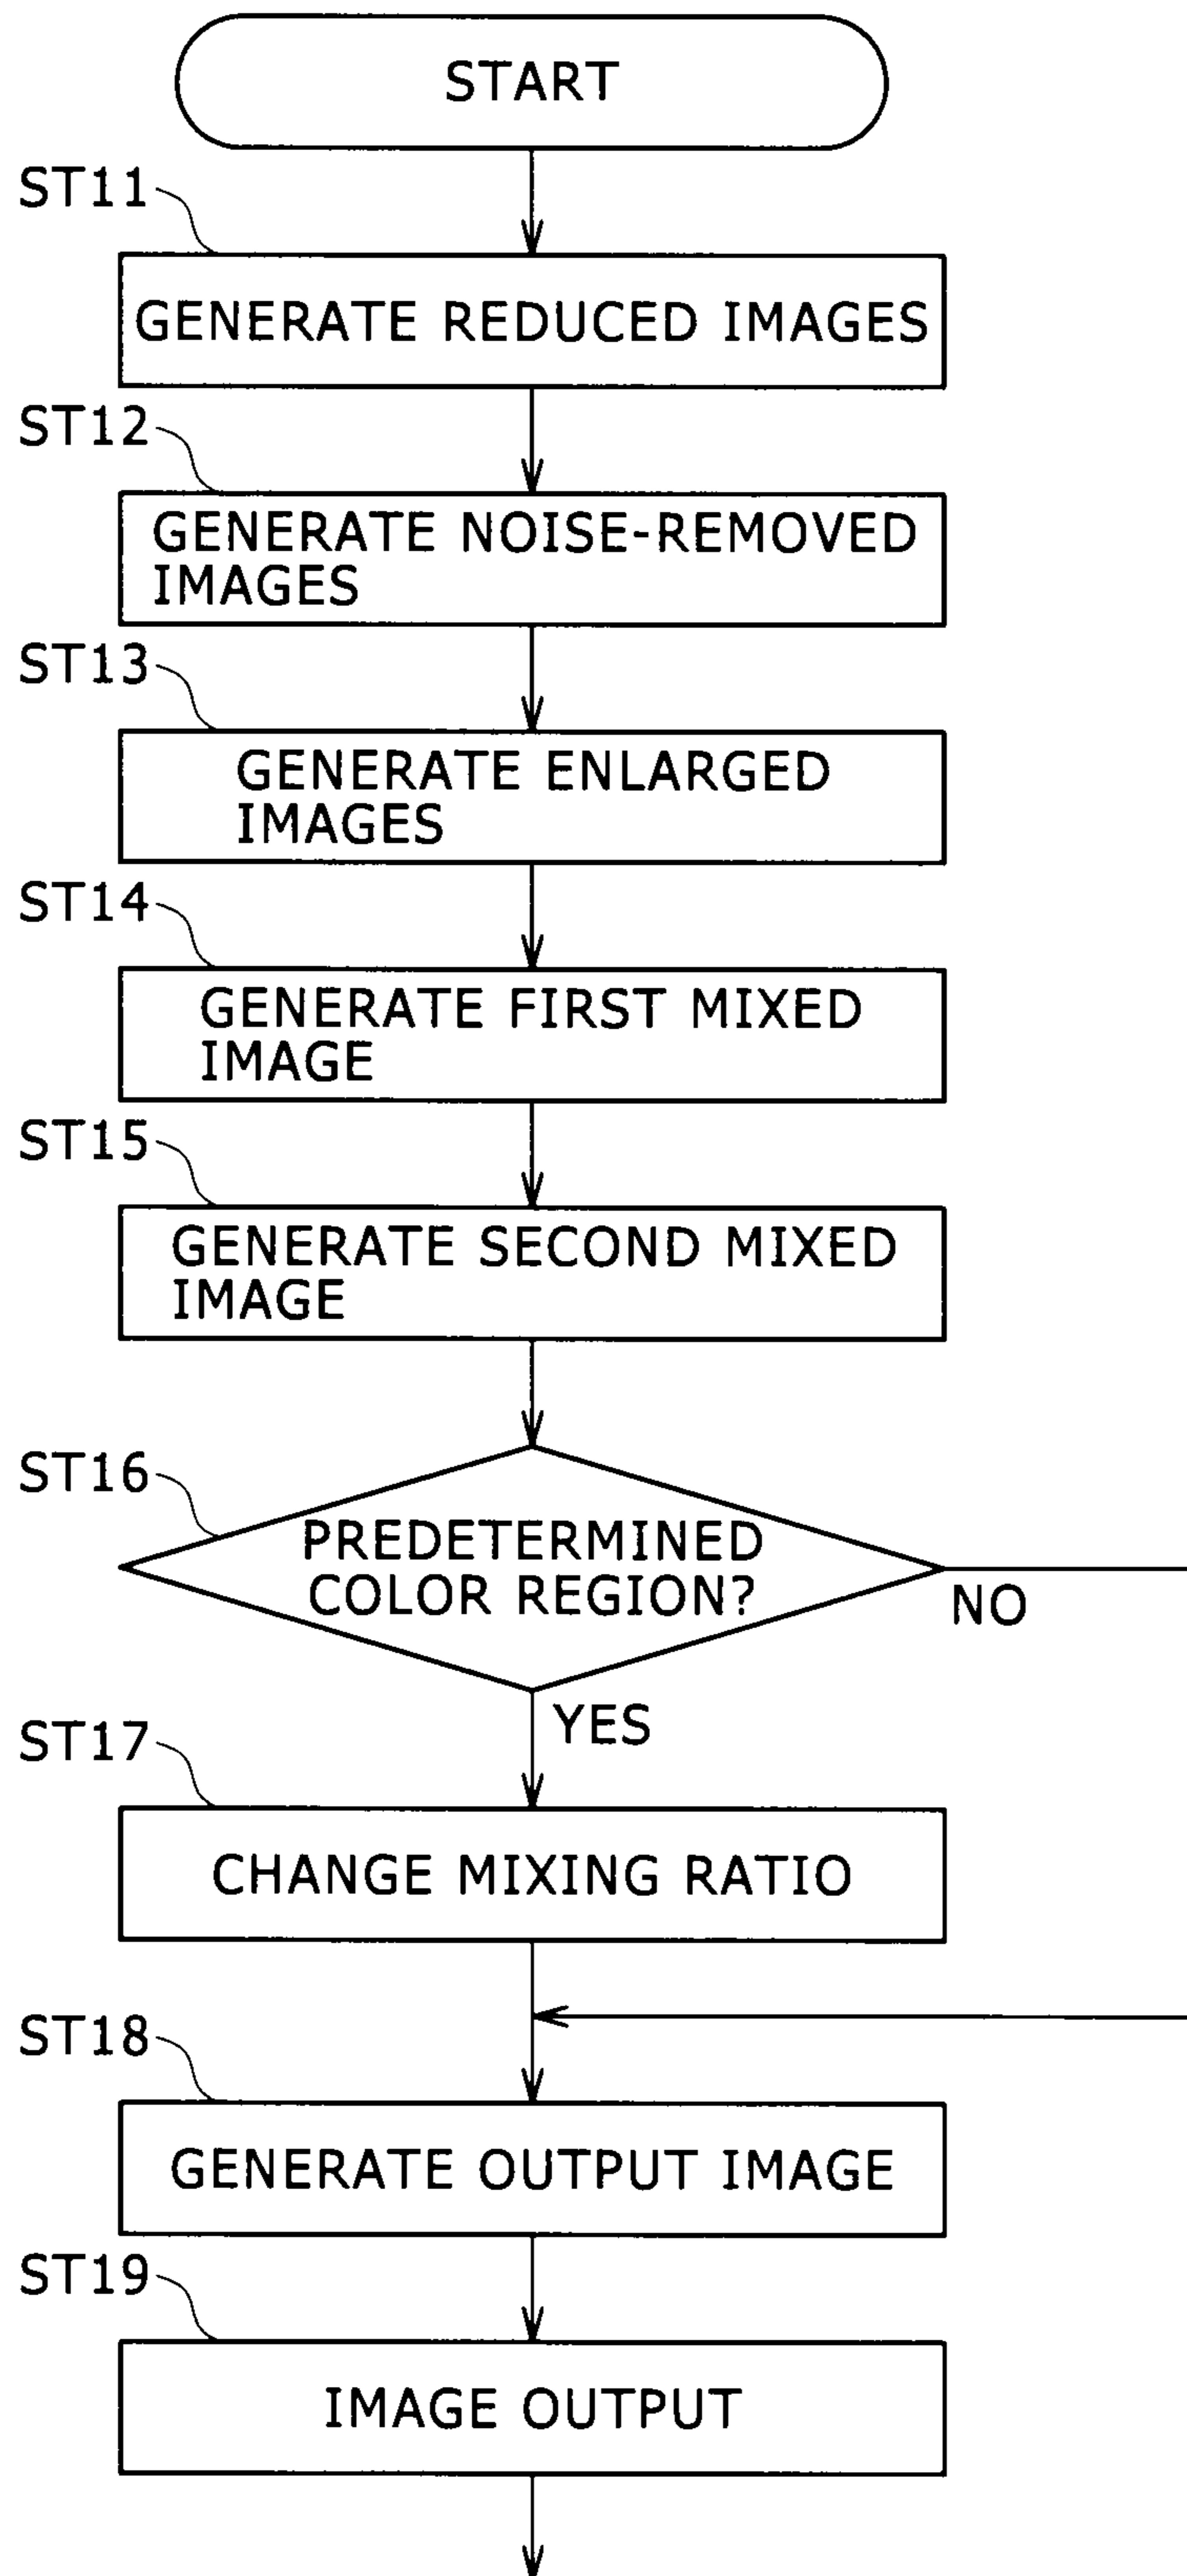 START
ST11
GENERATE REDUCED IMAGES
ST12
GENERATE NOISE-REMOVED
IMAGES
ST13
GENERATE ENLARGED
IMAGES
ST14
GENERATE FIRST MIXED
IMAGE
ST15
GENERATE SECOND MIXED
IMAGE
ST16
PREDETERMINED
COLOR REGION?
NO
YES
ST17
CHANGE MIXING RATIO
ST18
GENERATE OUTPUT IMAGE
ST19
IMAGE OUTPUT